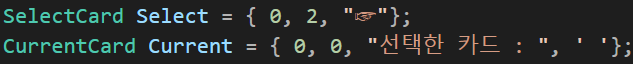 SelectCard Select = { 0, 2, "☞"};
CurrentCard Current = { 0, 0, "선택한 카드 : ", ' '};